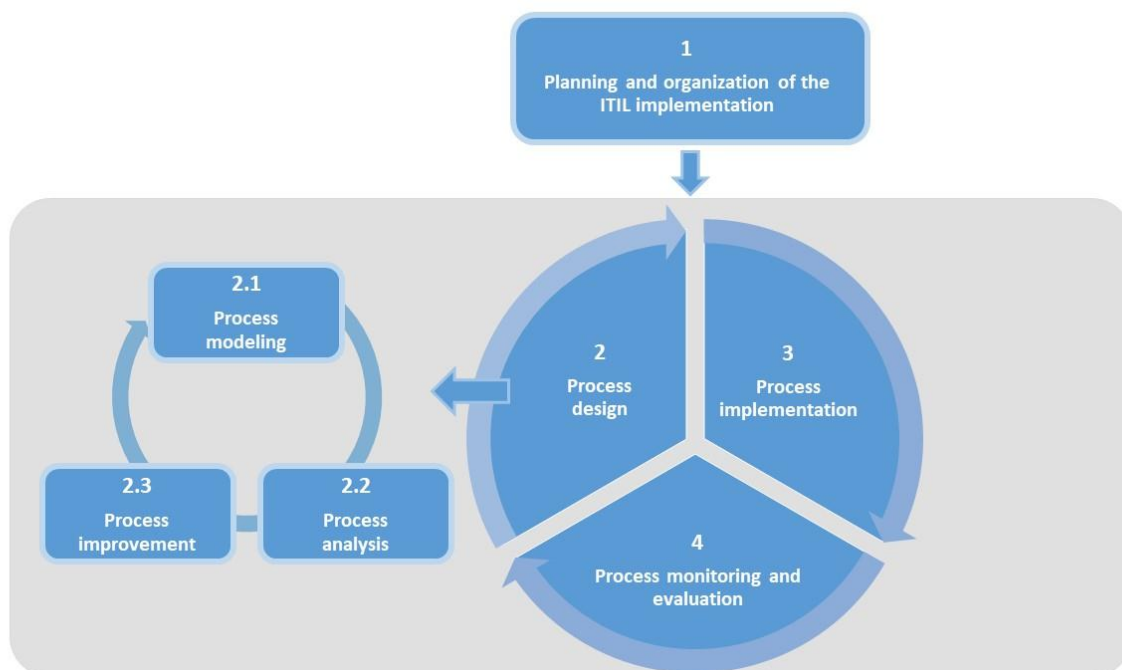 1
Planning and organization of the
ITIL implementation
2.1
Process
modeling
2
Process
design
3
Process
implementation
2.3
Process
improvement
2.2
Process
analysis
4
Process monitoring and
evaluation